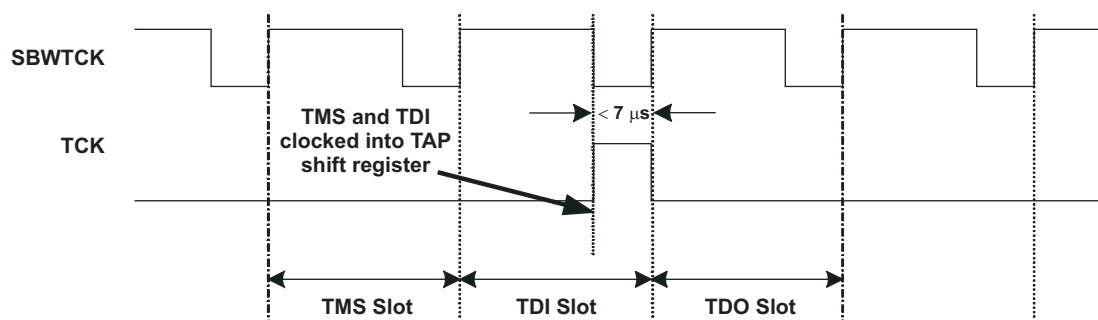 SBWTCK
< 7 μs
TMS and TDI
clocked into TAP
shift register
TCK
TMS Slot
TDI Slot
TDO Slot